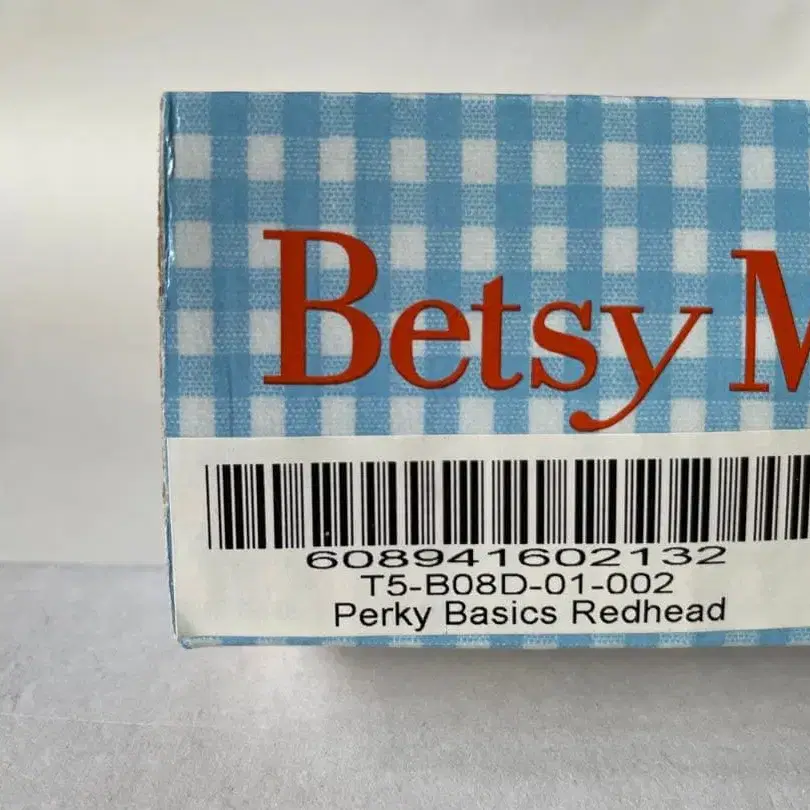 Betsy M
608941602132
T5-B08D-01-002
Perky Basics Redhead